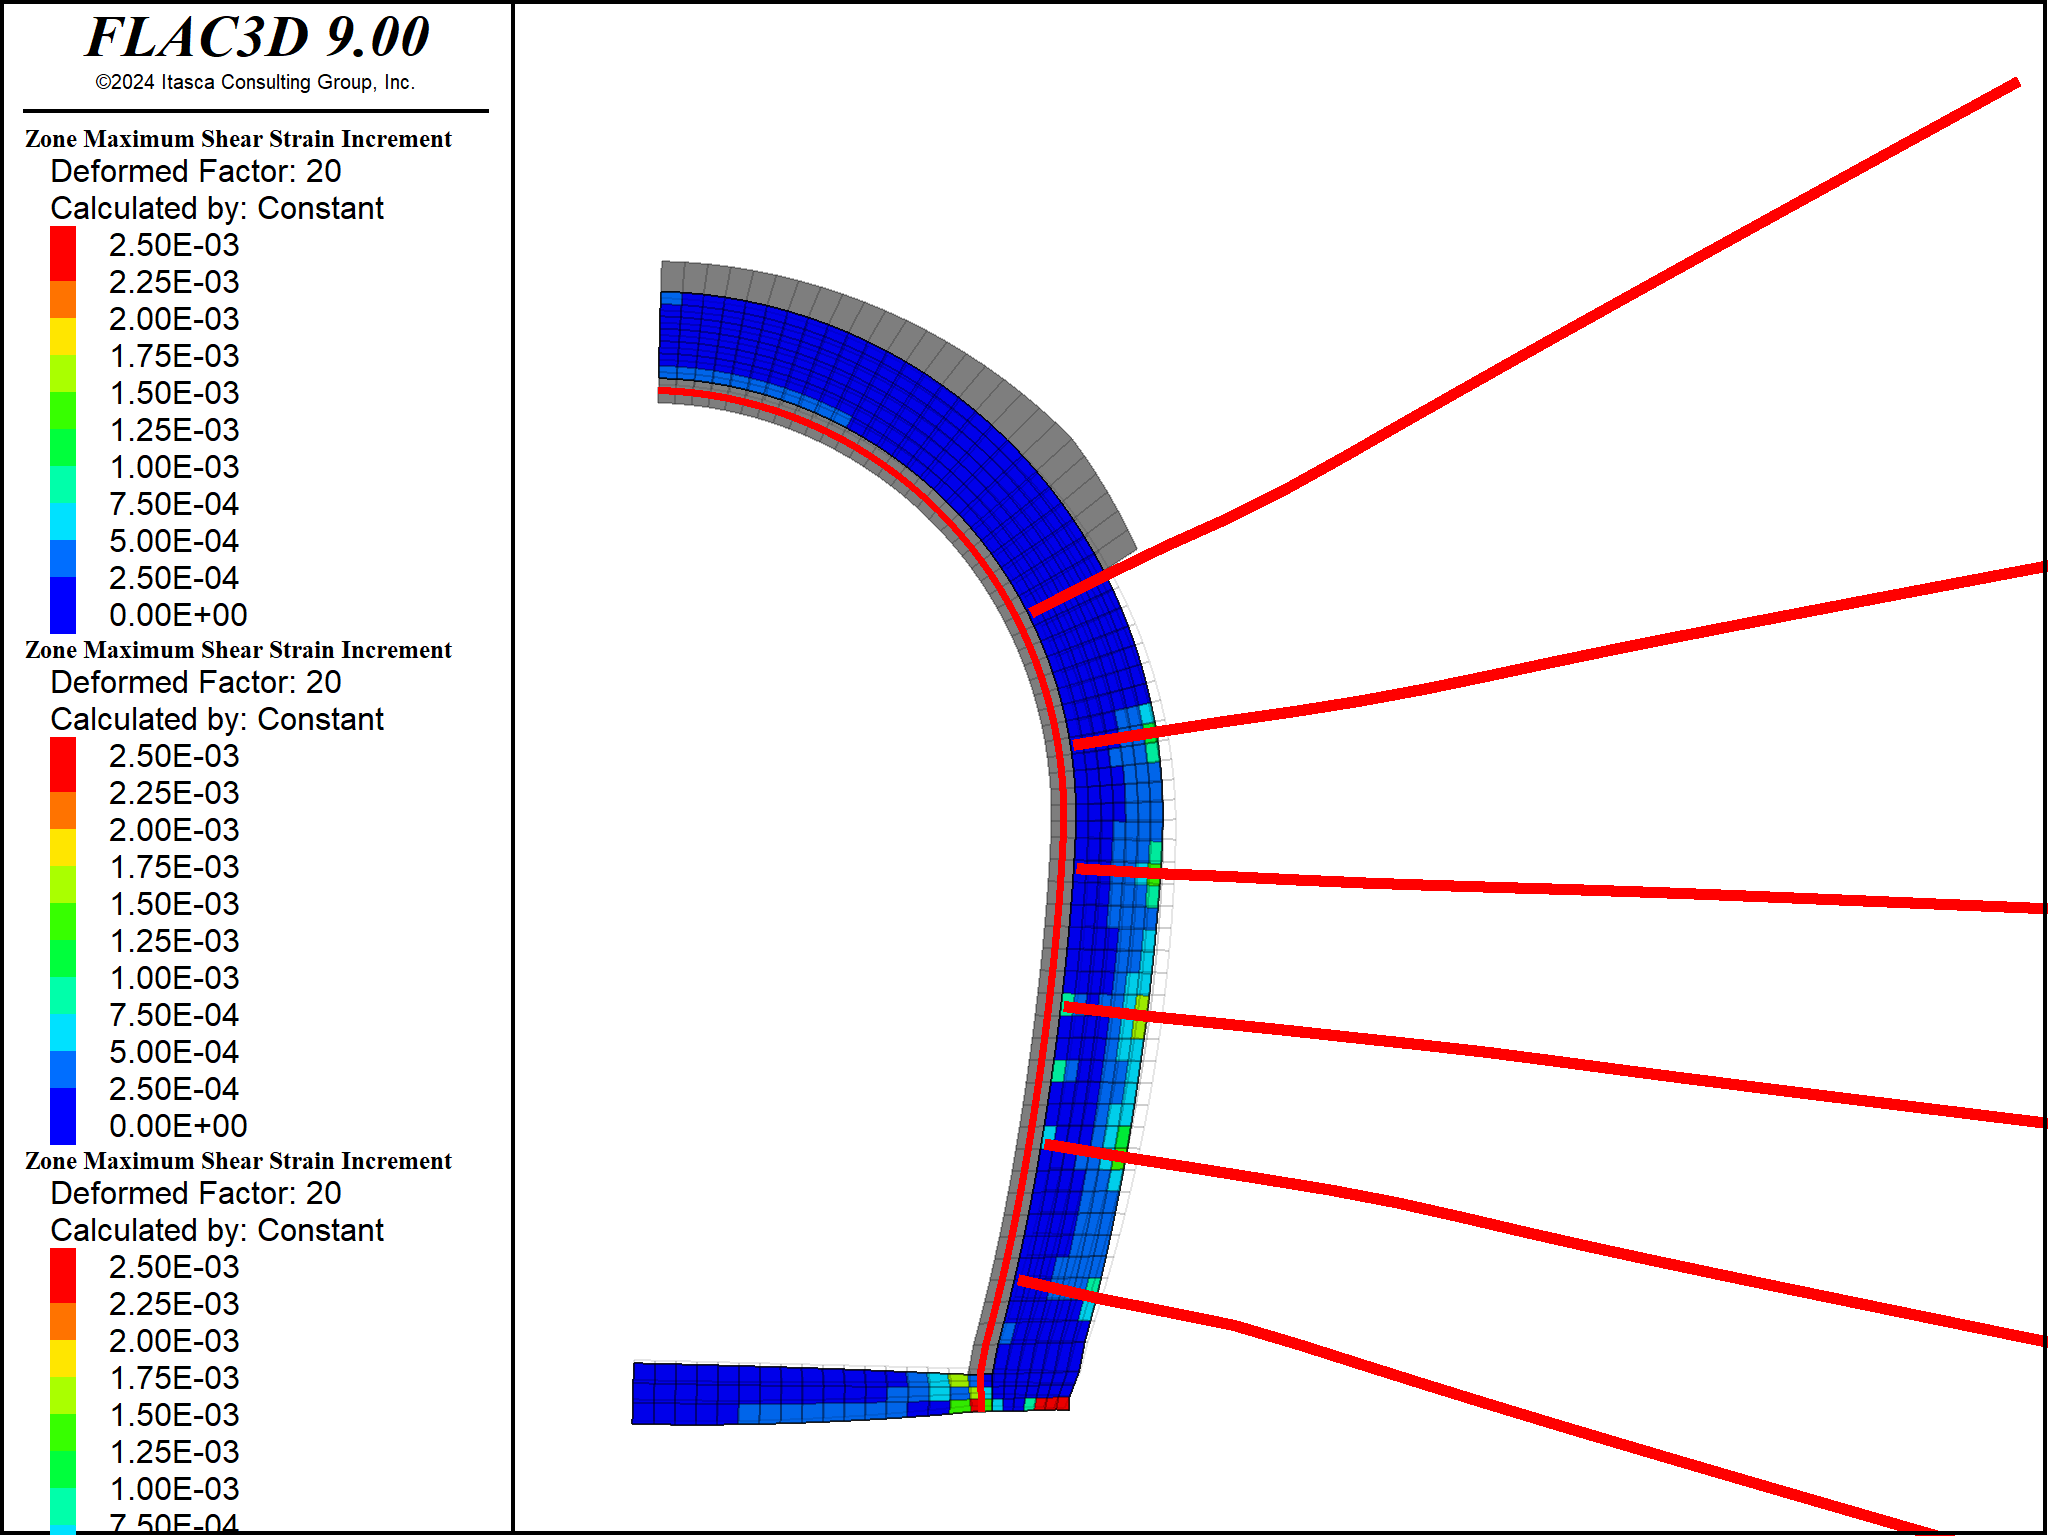 FLAC3D 9.00
©2024 Itasca Consulting Group, Inc.
Zone Maximum Shear Strain Increment
Deformed Factor: 20
Calculated by: Constant
2.50E-03
2.25E-03
2.00E-03
1.75E-03
1.50E-03
1.25E-03
1.00E-03
7.50E-04
5.00E-04
2.50E-04
0.00E+00
Zone Maximum Shear Strain Increment
Deformed Factor: 20
Calculated by: Constant
2.50E-03
2.25E-03
2.00E-03
1.75E-03
1.50E-03
1.25E-03
1.00E-03
7.50E-04
5.00E-04
2.50E-04
0.00E+00
Zone Maximum Shear Strain Increment
Deformed Factor: 20
Calculated by: Constant
2.50E-03
2.25E-03
2.00E-03
1.75E-03
1.50E-03
1.25E-03
1.00E-03
7.50E-04